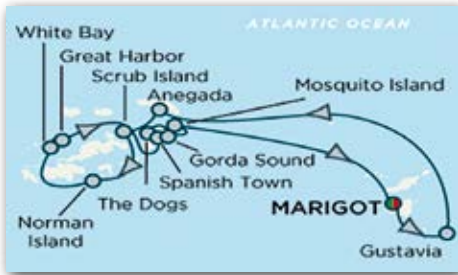 ATLANTIC OCEAN
White Bay
Great Harbor
Scrub Island
Anegada
Mosquito Island
Gorda Sound
Spanish Town
The Dogs
MARIGOT
Norman
Island
Gustavia